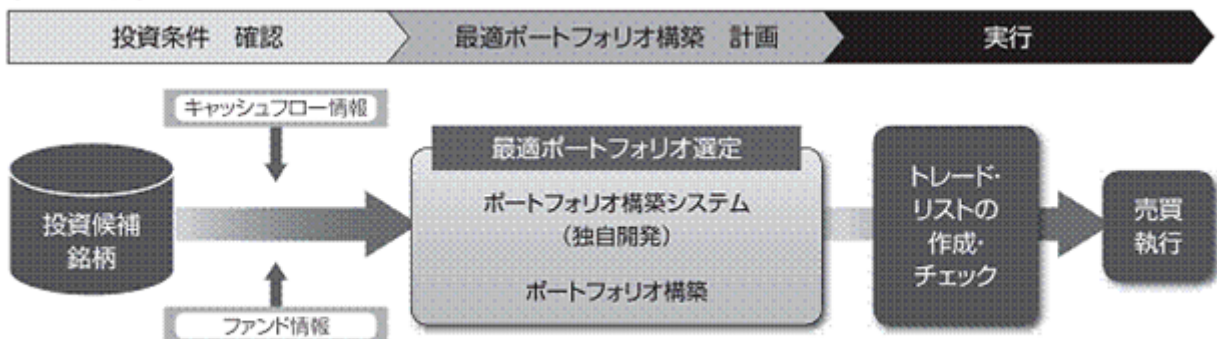 投資条件　確認
最適ポートフォリオ構築　計画
実行
キャッシュフロー情報
投資候補
銘柄
ファンド情報
最適ポートフォリオ選定
ポートフォリオ構築システム
（独自開発）
ポートフォリオ構築
トレード・
リストの
作成・
チェック
売買
執行